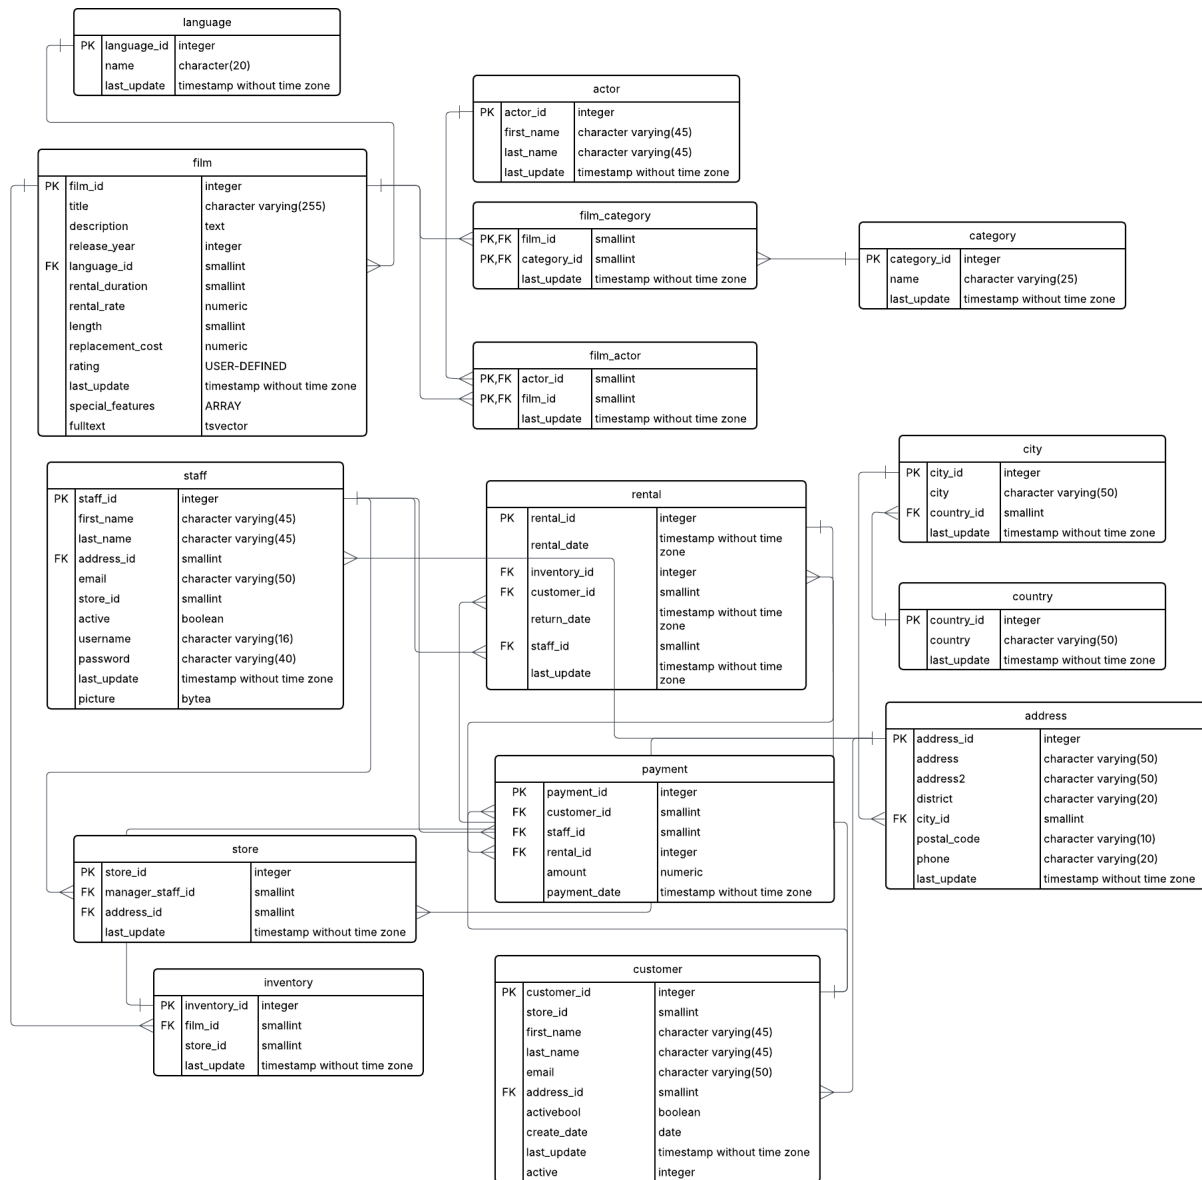 language
PK language_id integer
name character(20)
last_update timestamp without time zone
actor
PK actor_id integer
first_name character varying(45)
last_name character varying(45)
last_update timestamp without time zone
film
PK film_id integer
title character varying(255)
description text
release_year integer
FK language_id smallint
rental_duration smallint
rental_rate numeric
length smallint
replacement_cost numeric
rating USER-DEFINED
last_update timestamp without time zone
special_features ARRAY
fulltext tsvector
film_category
PK,FK film_id smallint
PK,FK category_id smallint
last_update timestamp without time zone
category
PK category_id integer
name character varying(25)
last_update timestamp without time zone
film_actor
PK,FK actor_id smallint
PK,FK film_id smallint
last_update timestamp without time zone
staff
PK staff_id integer
first_name character varying(45)
last_name character varying(45)
FK address_id smallint
email character varying(50)
store_id smallint
active boolean
username character varying(16)
password character varying(40)
last_update timestamp without time zone
picture bytea
rental
PK rental_id integer
rental_date timestamp without time
zone
FK inventory_id integer
FK customer_id smallint
return_date timestamp without time
zone
FK staff_id smallint
last_update timestamp without time
zone
city
PK city_id integer
city character varying(50)
FK country_id smallint
last_update timestamp without time zone
country
PK country_id integer
country character varying(50)
last_update timestamp without time zone
address
PK address_id integer
address character varying(50)
address2 character varying(50)
district character varying(20)
FK city_id smallint
postal_code character varying(10)
phone character varying(20)
last_update timestamp without time zone
payment
PK payment_id integer
FK customer_id smallint
FK staff_id smallint
FK rental_id integer
amount numeric
payment_date timestamp without time zone
store
PK store_id integer
FK manager_staff_id smallint
FK address_id smallint
last_update timestamp without time zone
inventory
PK inventory_id integer
FK film_id smallint
store_id smallint
last_update timestamp without time zone
customer
PK customer_id integer
store_id smallint
first_name character varying(45)
last_name character varying(45)
email character varying(50)
FK address_id smallint
activebool boolean
create_date date
last_update timestamp without time zone
active integer